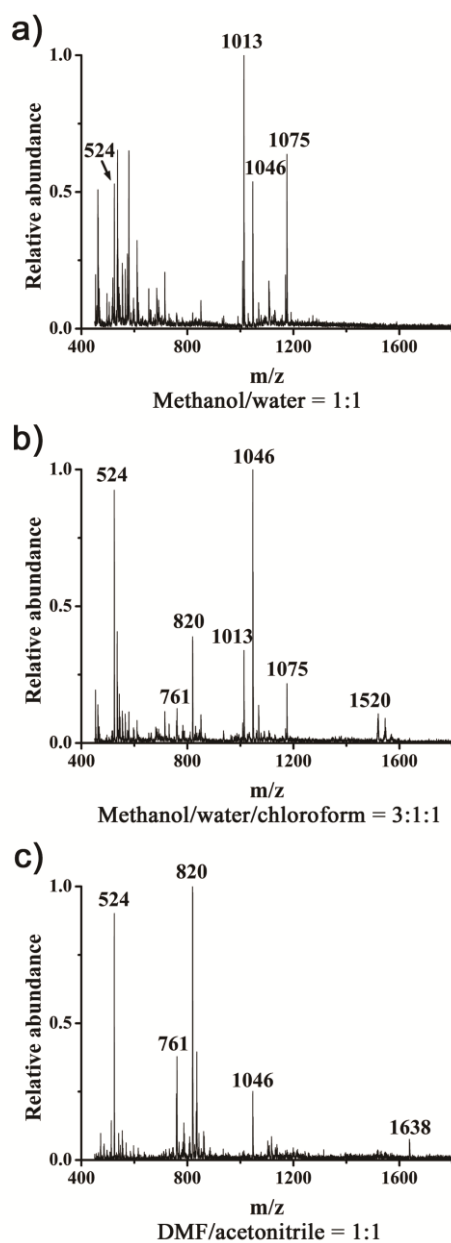 a)
1013
1.0
1075
524
1046
0.5
Relative abundance
0.0
400 800 1200 1600
m/z
Methanol/water = 1:1
b)
1046
1.0
524
0.5
820
1013
761
1075
1520
Relative abundance
0.0
400 800 1200 1600
m/z
Methanol/water/chloroform = 3:1:1
c)
820
1.0
524
0.5
761
1046
1638
Relative abundance
0.0
400 800 1200 1600
m/z
DMF/acetonitrile = 1:1